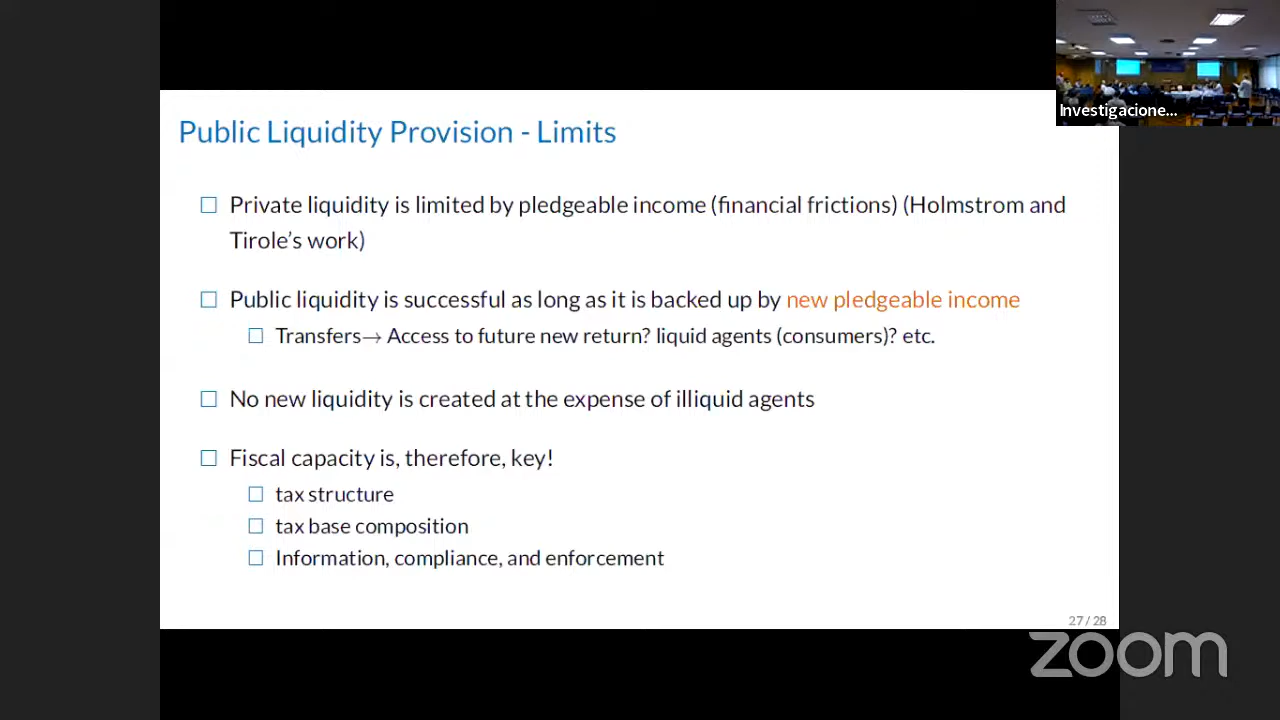 Investigacione...
Public Liquidity Provision - Limits
Private liquidity is limited by pledgeable income (financial frictions) (Holmstrom and
Tirole's work)
Public liquidity is successful as long as it is backed up by new pledgeable income
Transfers→ Access to future new return? liquid agents (consumers)? etc.
No new liquidity is created at the expense of illiquid agents
Fiscal capacity is, therefore, key!
tax structure
tax base composition
Information, compliance, and enforcement
27 / 28
zoom